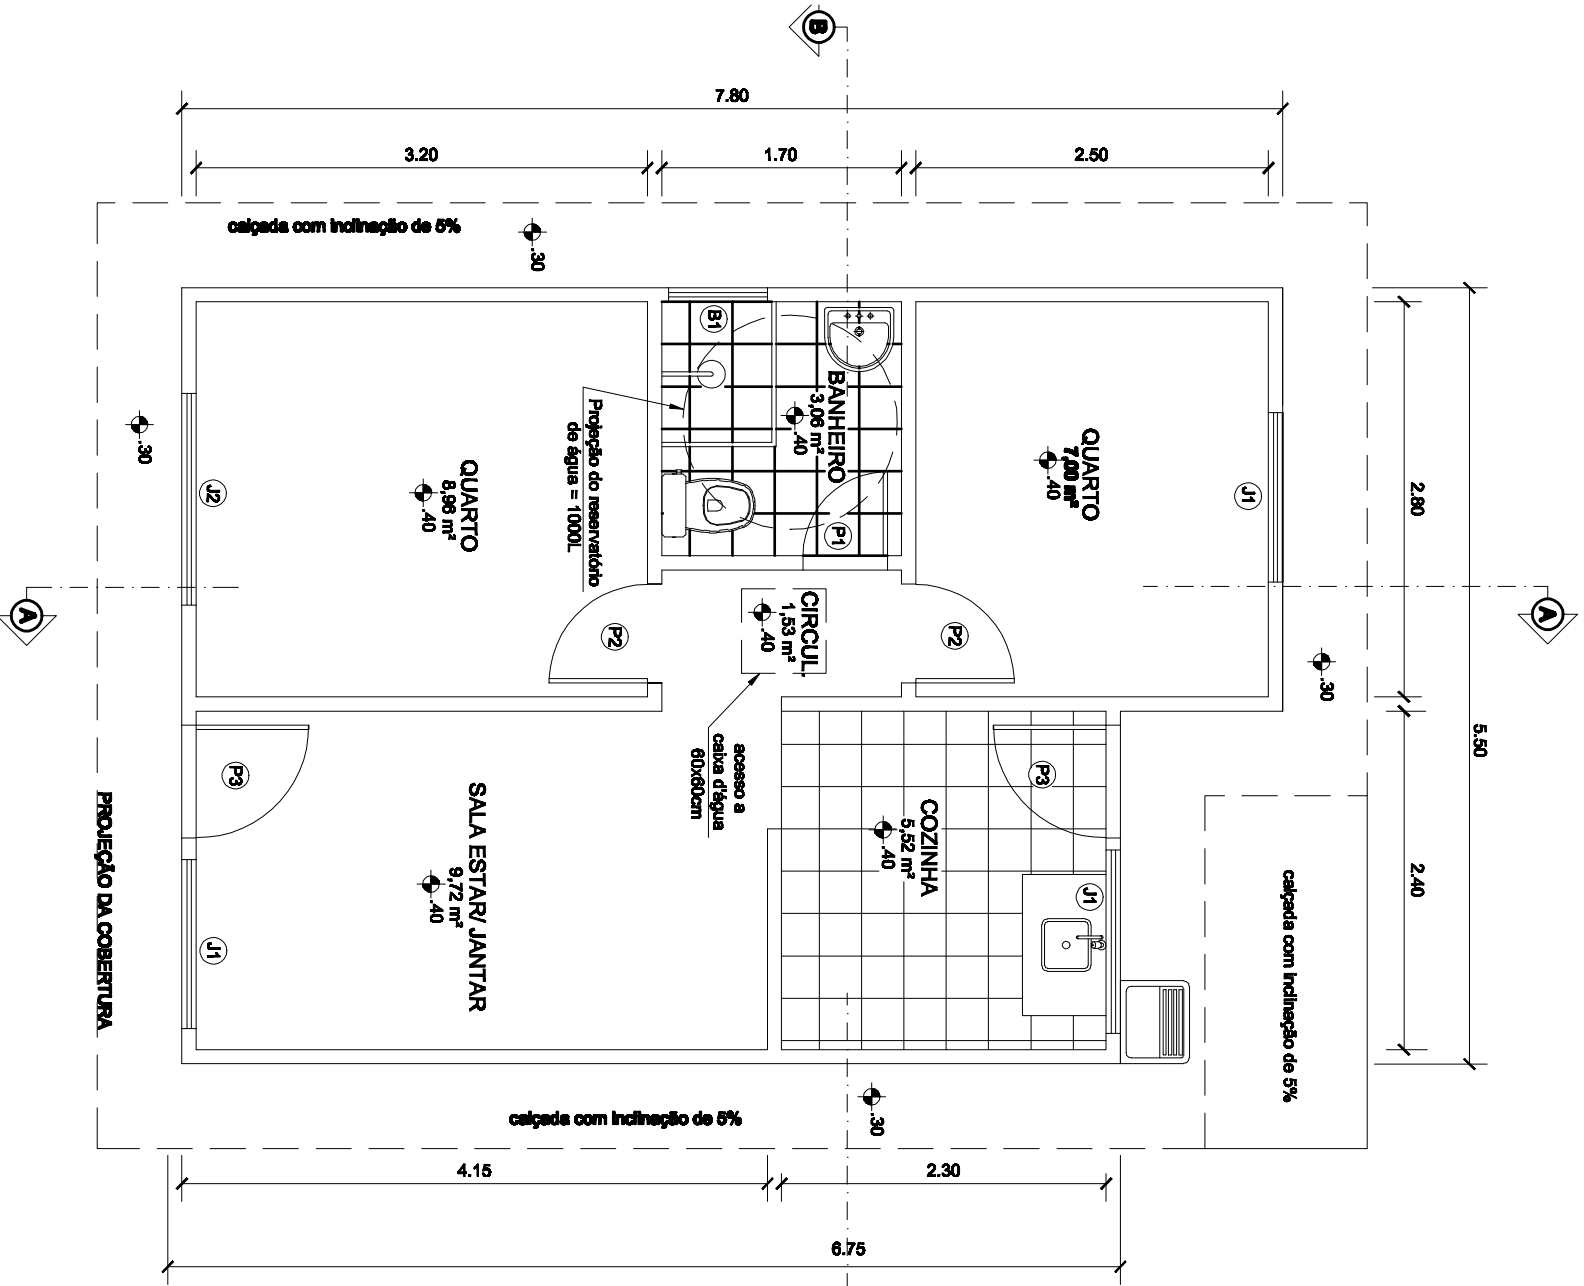 B
7.80
3.20
1.70
2.50
calçada com inclinação de 5%
.30
5.50
2.80
2.40
B1
BANHEIRO
3,06 m²
.40
P1
Projeção do reservatório
de água = 1000L
QUARTO
8,96 m²
.40
J2
.30
QUARTO
7,00 m²
.40
J1
A
A
.30
P2
P2
CIRCUL.
1,53 m²
.40
acesso a
caixa d'água
60x60cm
P3
SALA ESTAR/ JANTAR
9,72 m²
.40
J1
P3
COZINHA
5,52 m²
.40
J1
PROJEÇÃO DA COBERTURA
calçada com inclinação de 5%
calçada com inclinação de 5%
.30
4.15
2.30
6.75